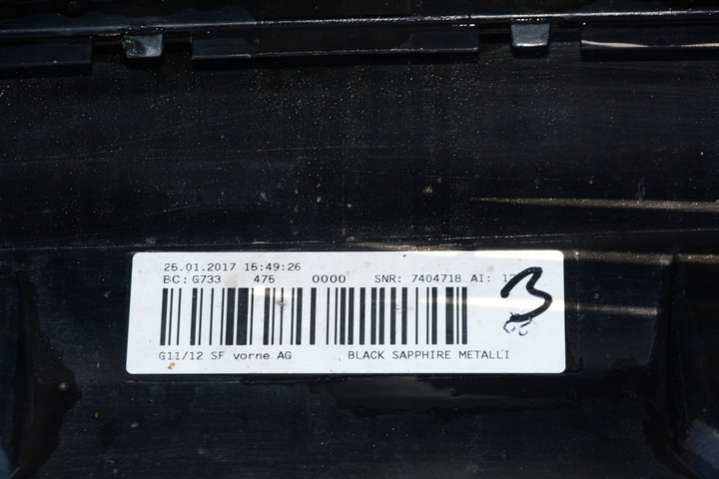 25.01.2017 15:49:26
BC: G733 475 0000 SNR: 7404718 AI:
G11/12 SF vorne AG BLACK SAPPHIRE METALLI
3